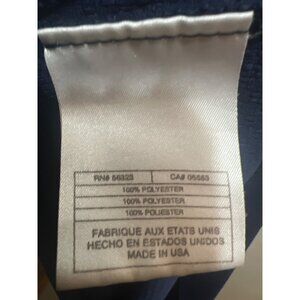 RN# 56323 CA# 05553
100% POLYESTER
100% POLYESTER
100% POLIESTER
FABRIQUE AUX ETATS UNIS
HECHO EN ESTADOS UNIDOS
MADE IN USA